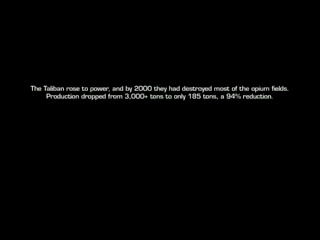 The Taliban rose to power, and by 2000 they had destroyed most of the opium fields.
Production dropped from 3,000+ tons to only 185 tons, a 94% reduction.